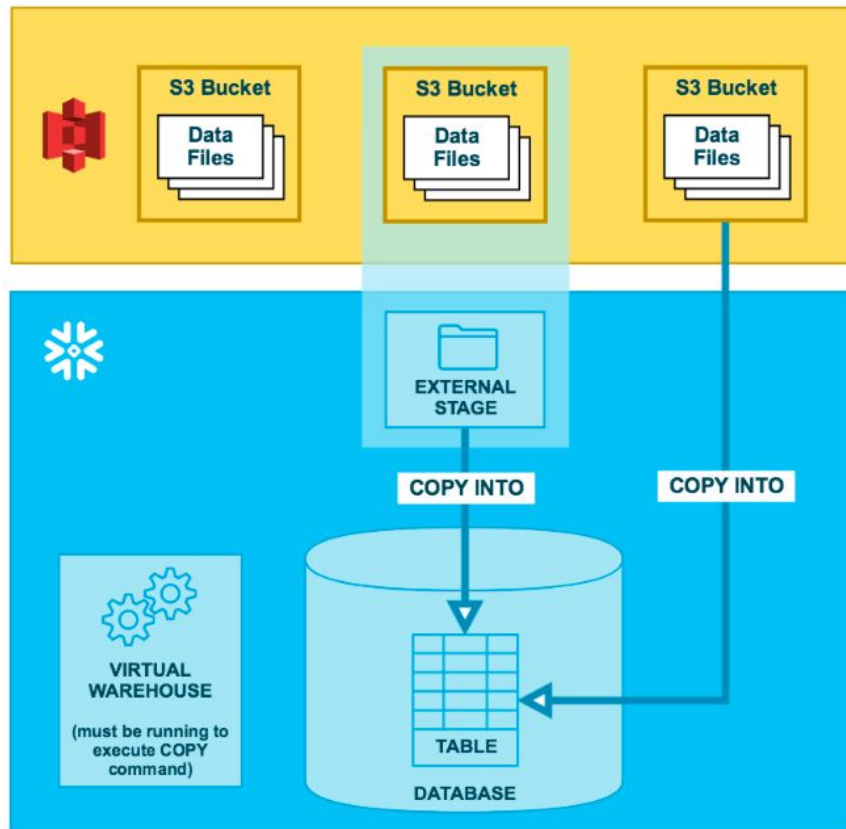 S3 Bucket
Data
Files
S3 Bucket
Data
Files
S3 Bucket
Data
Files
EXTERNAL
STAGE
COPY INTO
COPY INTO
VIRTUAL
WAREHOUSE
(must be running to
execute COPY
command)
TABLE
DATABASE